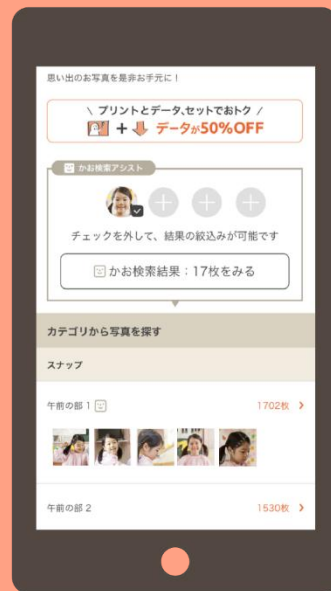 思い出のお写真を是非お手元に！
\ プリントとデータ、セットでおトク /
+ データが50%OFF
かお検索アシスト
チェックを外して、結果の絞込みが可能です
かお検索結果：17枚をみる
カテゴリから写真を探す
スナップ
午前の部 1 1702枚 >
午前の部 2 1530枚 >